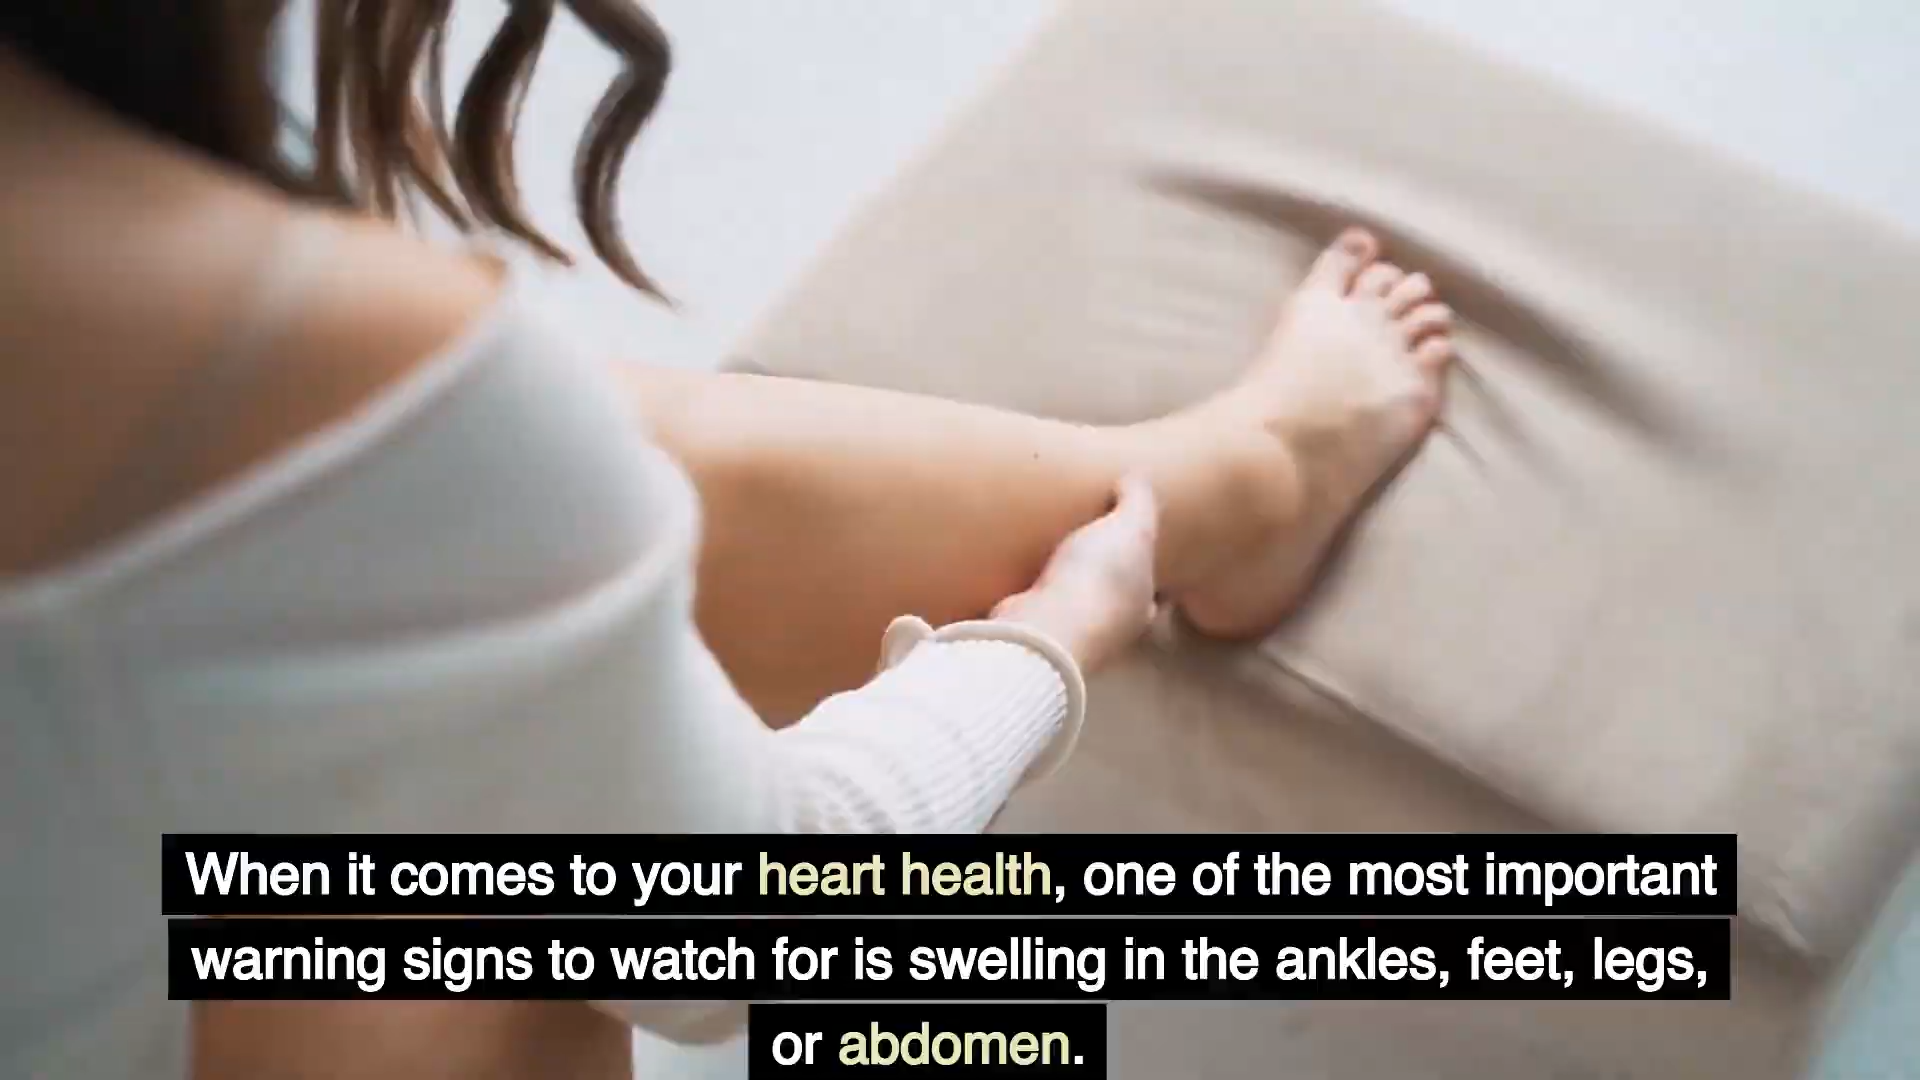 When it comes to your heart health, one of the most important
warning signs to watch for is swelling in the ankles, feet, legs,
or abdomen.